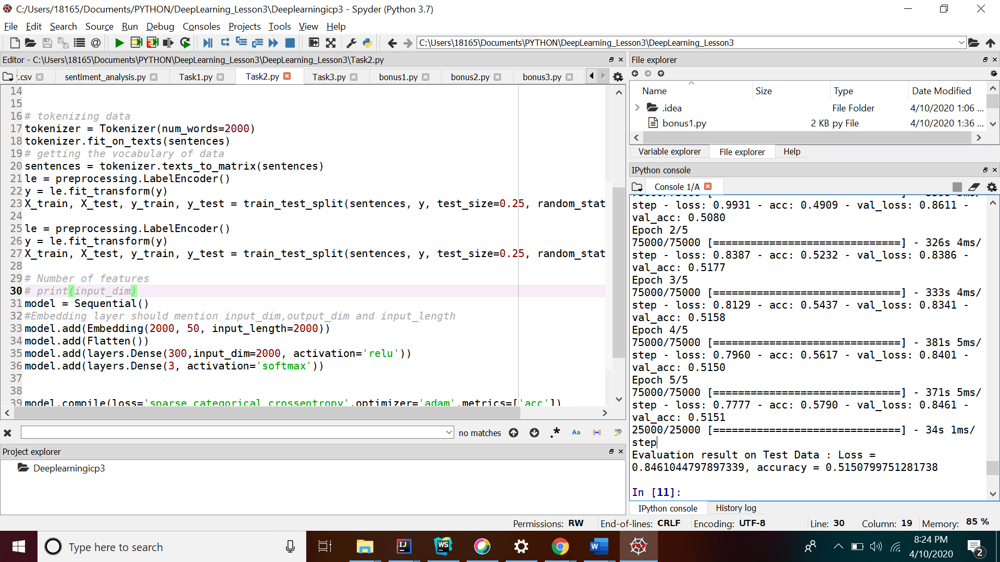 C:/Users/18165/Documents/PYTHON/DeepLearning_Lesson3\Deeplearningicp3 - Spyder (Python 3.7)
File Edit Search Source Run Debug Consoles Projects Tools View Help
C:\Users\18165\Documents\PYTHON\DeepLearning_Lesson3\DeepLearning_Lesson3
Editor - C:\Users\18165\Documents\PYTHON\DeepLearning_Lesson3\DeepLearning_Lesson3\Task2.py
.csv sentiment_analysis.py Task1.py Task2.py Task3.py bonus1.py bonus2.py bonus3.py
14
15
16 # tokenizing data
17 tokenizer = Tokenizer(num_words=2000)
18 tokenizer.fit_on_texts(sentences)
19 # getting the vocabulary of data
20 sentences = tokenizer.texts_to_matrix(sentences)
21 le = preprocessing.LabelEncoder()
22 y = le.fit_transform(y)
23 X_train, X_test, y_train, y_test = train_test_split(sentences, y, test_size=0.25, random_stat
24
25 le = preprocessing.LabelEncoder()
26 y = le.fit_transform(y)
27 X_train, X_test, y_train, y_test = train_test_split(sentences, y, test_size=0.25, random_stat
28
29 # Number of features
30 # print(input_dim)
31 model = Sequential()
32 #Embedding layer should mention input_dim,output_dim and input_length
33 model.add(Embedding(2000, 50, input_length=2000))
34 model.add(Flatten())
35 model.add(layers.Dense(300,input_dim=2000, activation='relu'))
36 model.add(layers.Dense(3, activation='softmax'))
37
38
39 model.compile(loss='sparse_categorical_crossentropy',optimizer='adam',metrics=['acc'])
no matches .* Aa
Project explorer
Deeplearningicp3
File explorer
Name Size Type Date Modified
.idea File Folder 4/10/2020 1:06 ...
bonus1.py 2 KB py File 4/10/2020 1:36 ...
Variable explorer File explorer Help
IPython console
Console 1/A
step - loss: 0.9931 - acc: 0.4909 - val_loss: 0.8611 -
val_acc: 0.5080
Epoch 2/5
75000/75000 [==============================] - 326s 4ms/
step - loss: 0.8387 - acc: 0.5232 - val_loss: 0.8386 -
val_acc: 0.5177
Epoch 3/5
75000/75000 [==============================] - 333s 4ms/
step - loss: 0.8129 - acc: 0.5437 - val_loss: 0.8341 -
val_acc: 0.5158
Epoch 4/5
75000/75000 [==============================] - 381s 5ms/
step - loss: 0.7960 - acc: 0.5617 - val_loss: 0.8401 -
val_acc: 0.5150
Epoch 5/5
75000/75000 [==============================] - 371s 5ms/
step - loss: 0.7777 - acc: 0.5790 - val_loss: 0.8461 -
val_acc: 0.5151
25000/25000 [==============================] - 34s 1ms/
step
Evaluation result on Test Data : Loss =
0.8461044797897339, accuracy = 0.5150799751281738
In [11]:
IPython console History log
Permissions: RW End-of-lines: CRLF Encoding: UTF-8 Line: 30 Column: 19 Memory: 85 %
Type here to search
IJ
WS
W
8:24 PM
4/10/2020
2